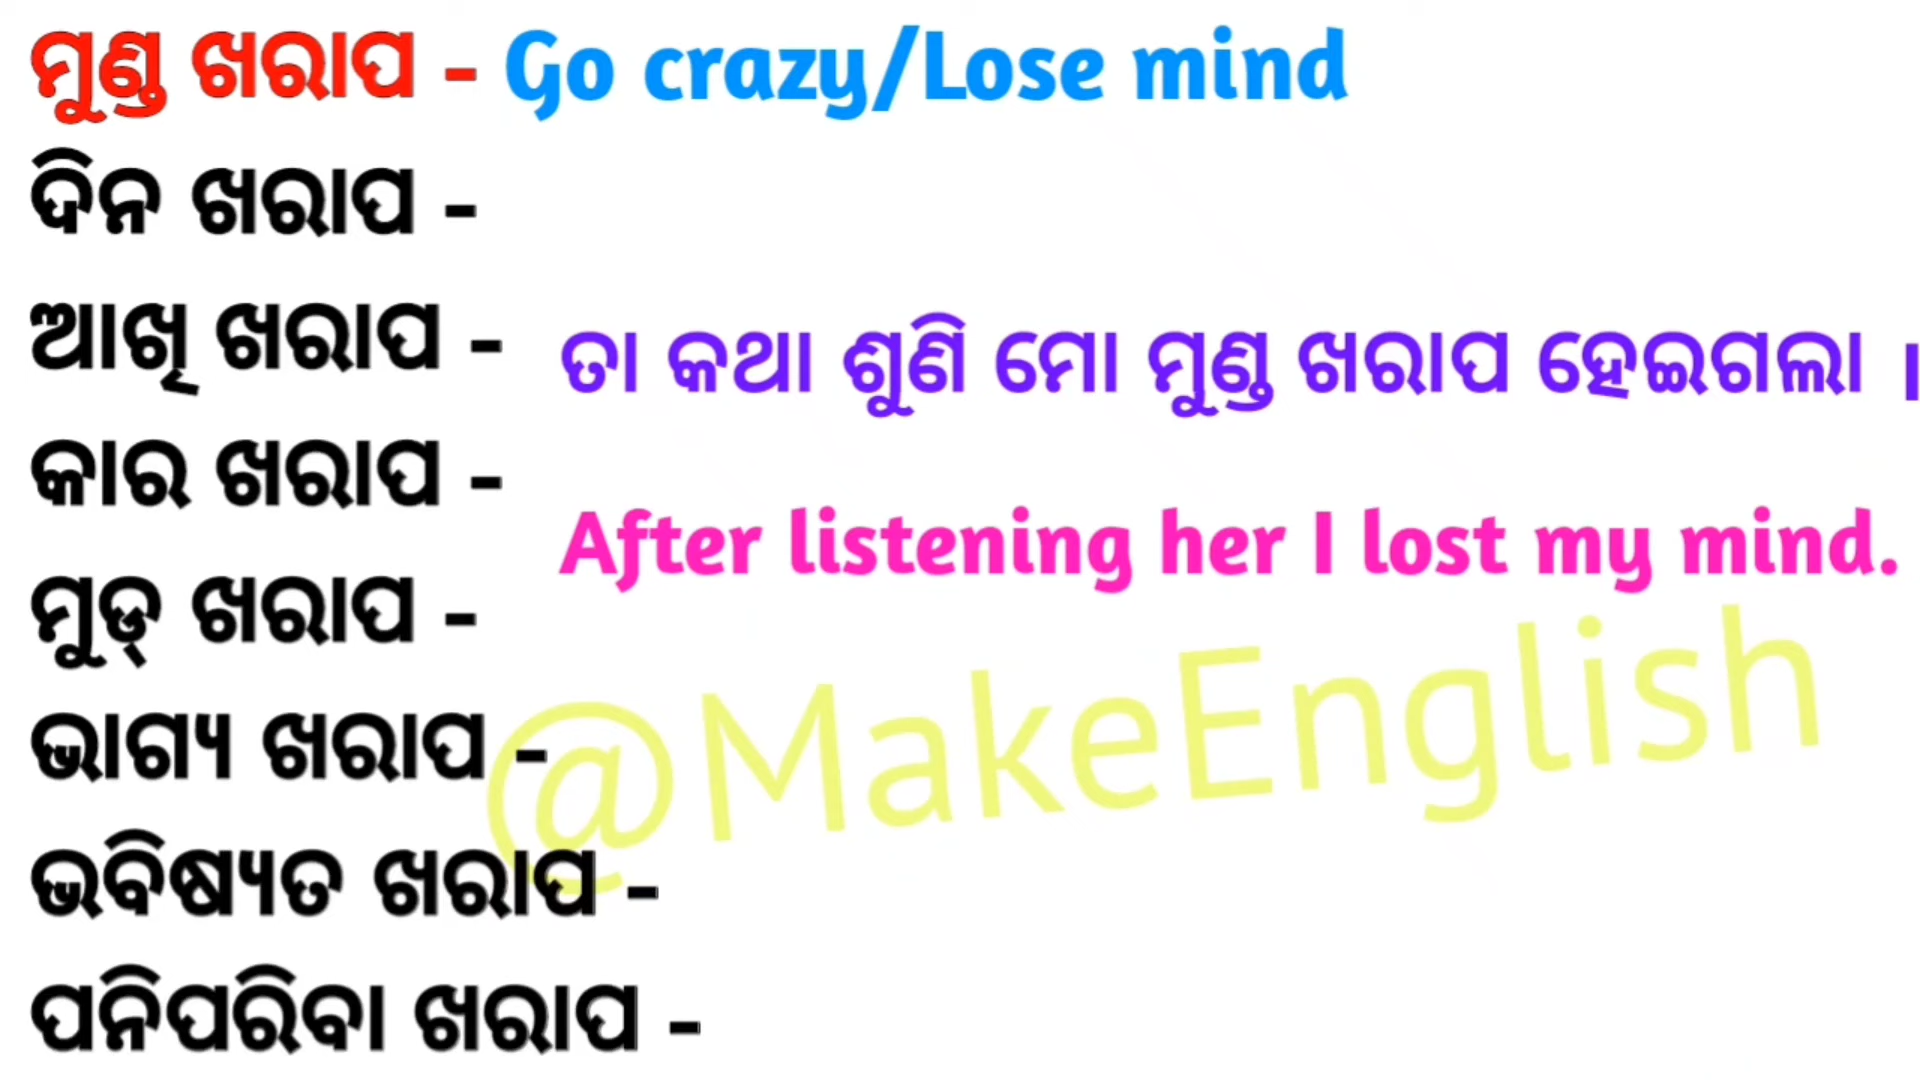 ମୁଣ୍ଡ ଖରାପ - Go crazy/Lose mind
ଦିନ ଖରାପ -
ଆଖି ଖରାପ -
ତା କଥା ଶୁଣି ମୋ ମୁଣ୍ଡ ଖରାପ ହେଇଗଲା ।
କାର ଖରାପ -
After listening her I lost my mind.
ମୁଡ୍ ଖରାପ -
ଭାଗ୍ୟ ଖରାପ -
@MakeEnglish
ଭବିଷ୍ୟତ ଖରାପ -
ପନିପରିବା ଖରାପ -